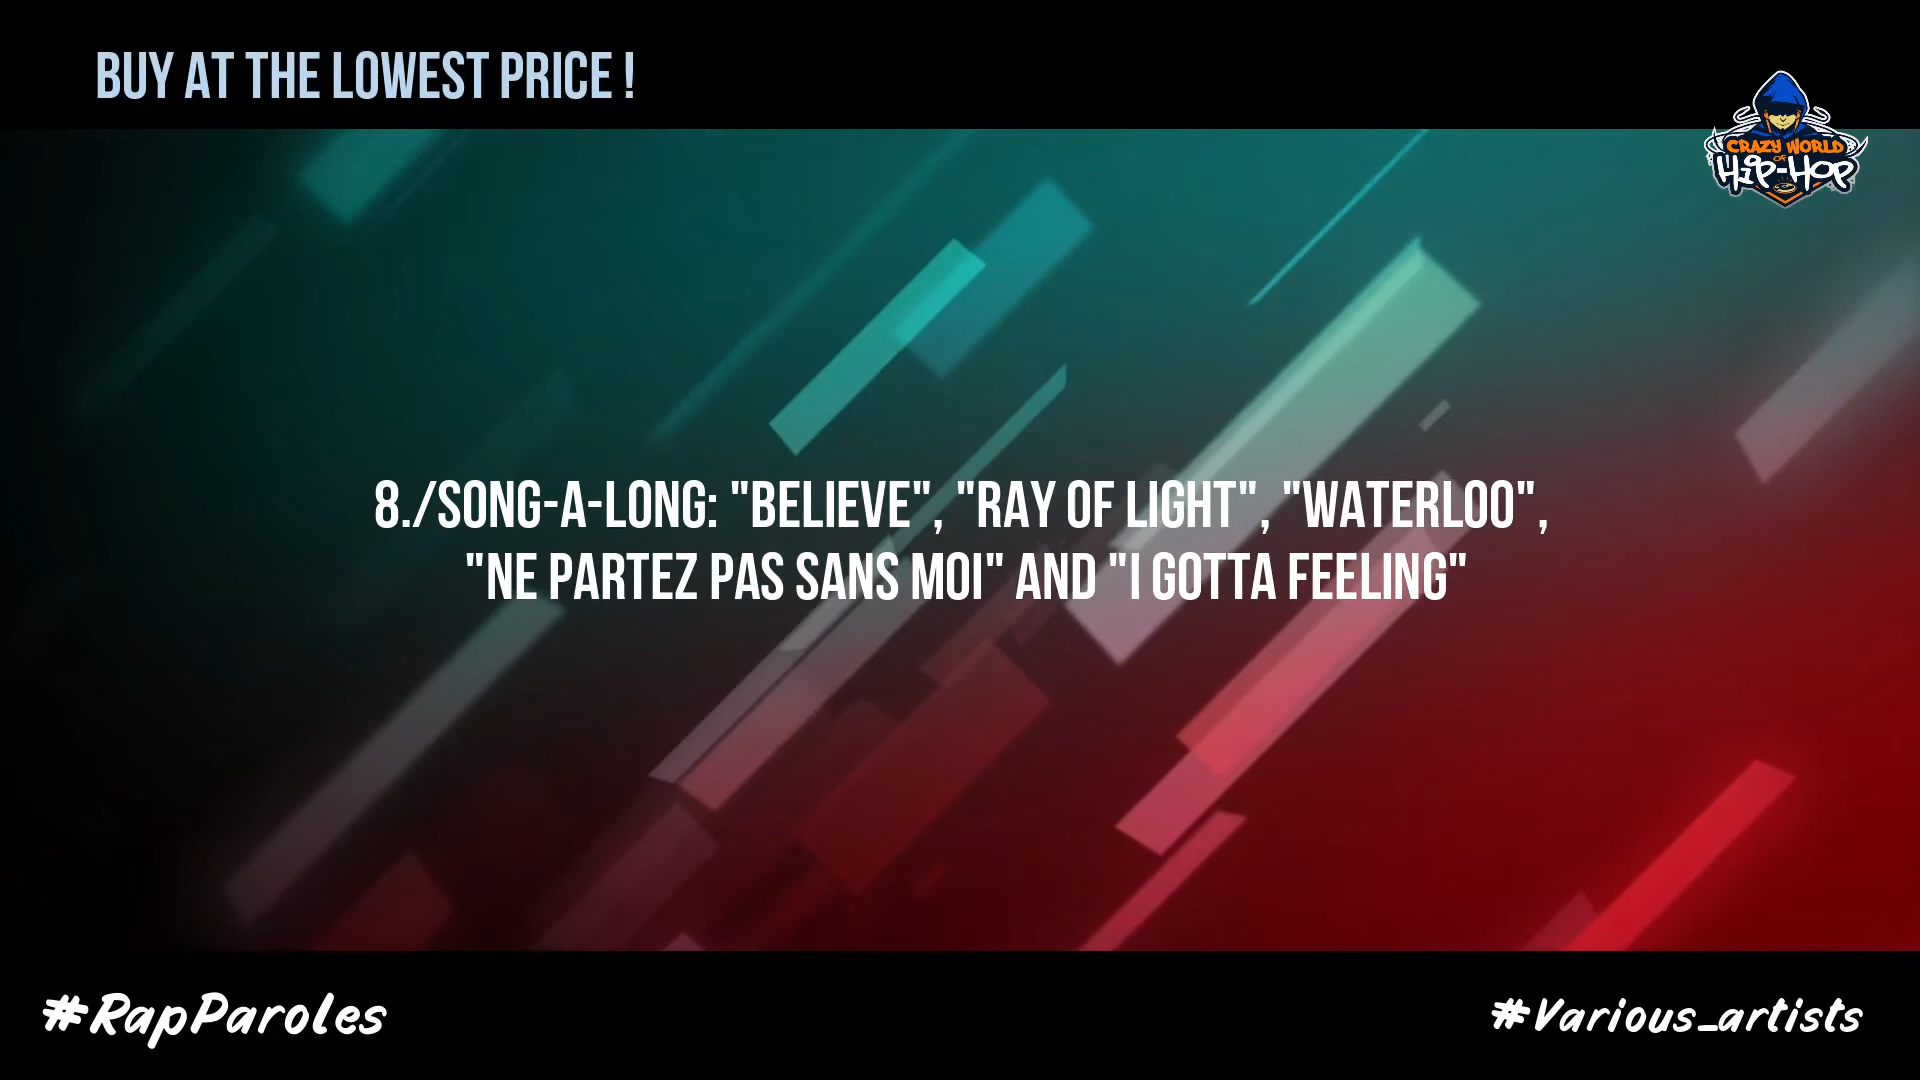 BUY AT THE LOWEST PRICE !
CRAZY WORLD
OF
HIP-HOP
8./SONG-A-LONG: "BELIEVE", "RAY OF LIGHT", "WATERLOO",
"NE PARTEZ PAS SANS MOI" AND "I GOTTA FEELING"
#RapParoles
#Various_artists